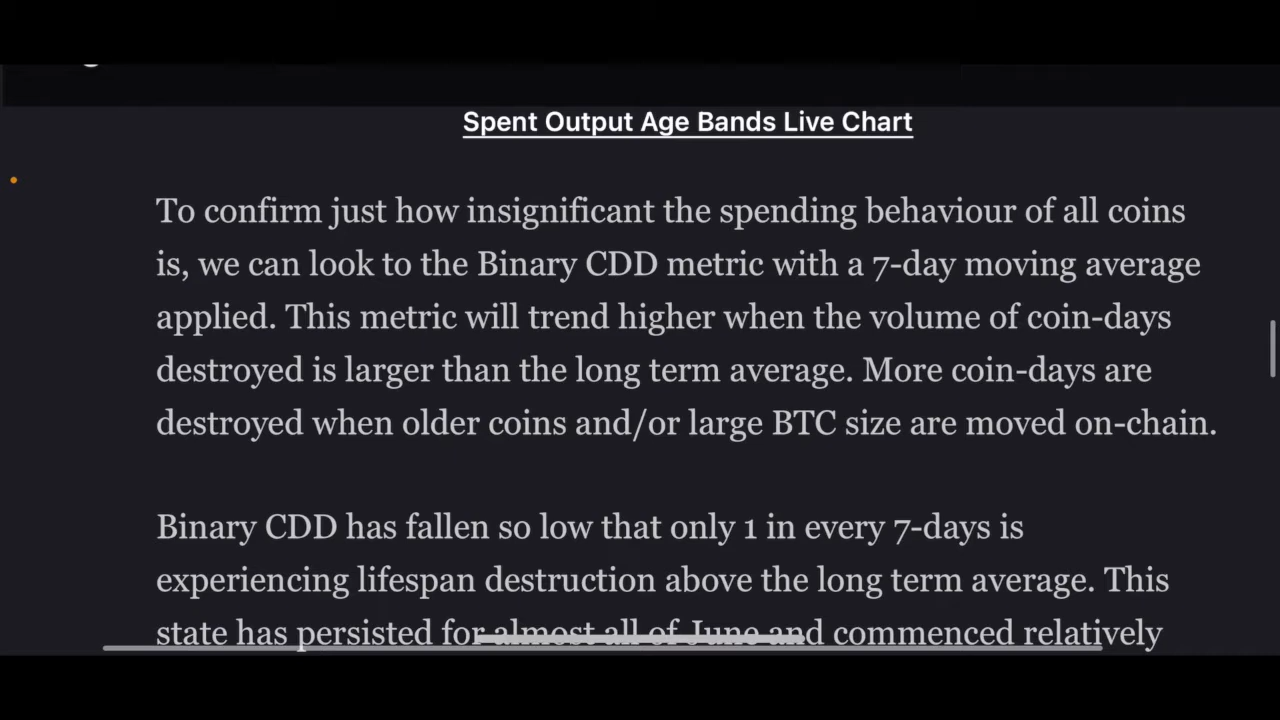 Spent Output Age Bands Live Chart
To confirm just how insignificant the spending behaviour of all coins
is, we can look to the Binary CDD metric with a 7-day moving average
applied. This metric will trend higher when the volume of coin-days
destroyed is larger than the long term average. More coin-days are
destroyed when older coins and/or large BTC size are moved on-chain.
Binary CDD has fallen so low that only 1 in every 7-days is
experiencing lifespan destruction above the long term average. This
state has persisted for almost all of June and commenced relatively